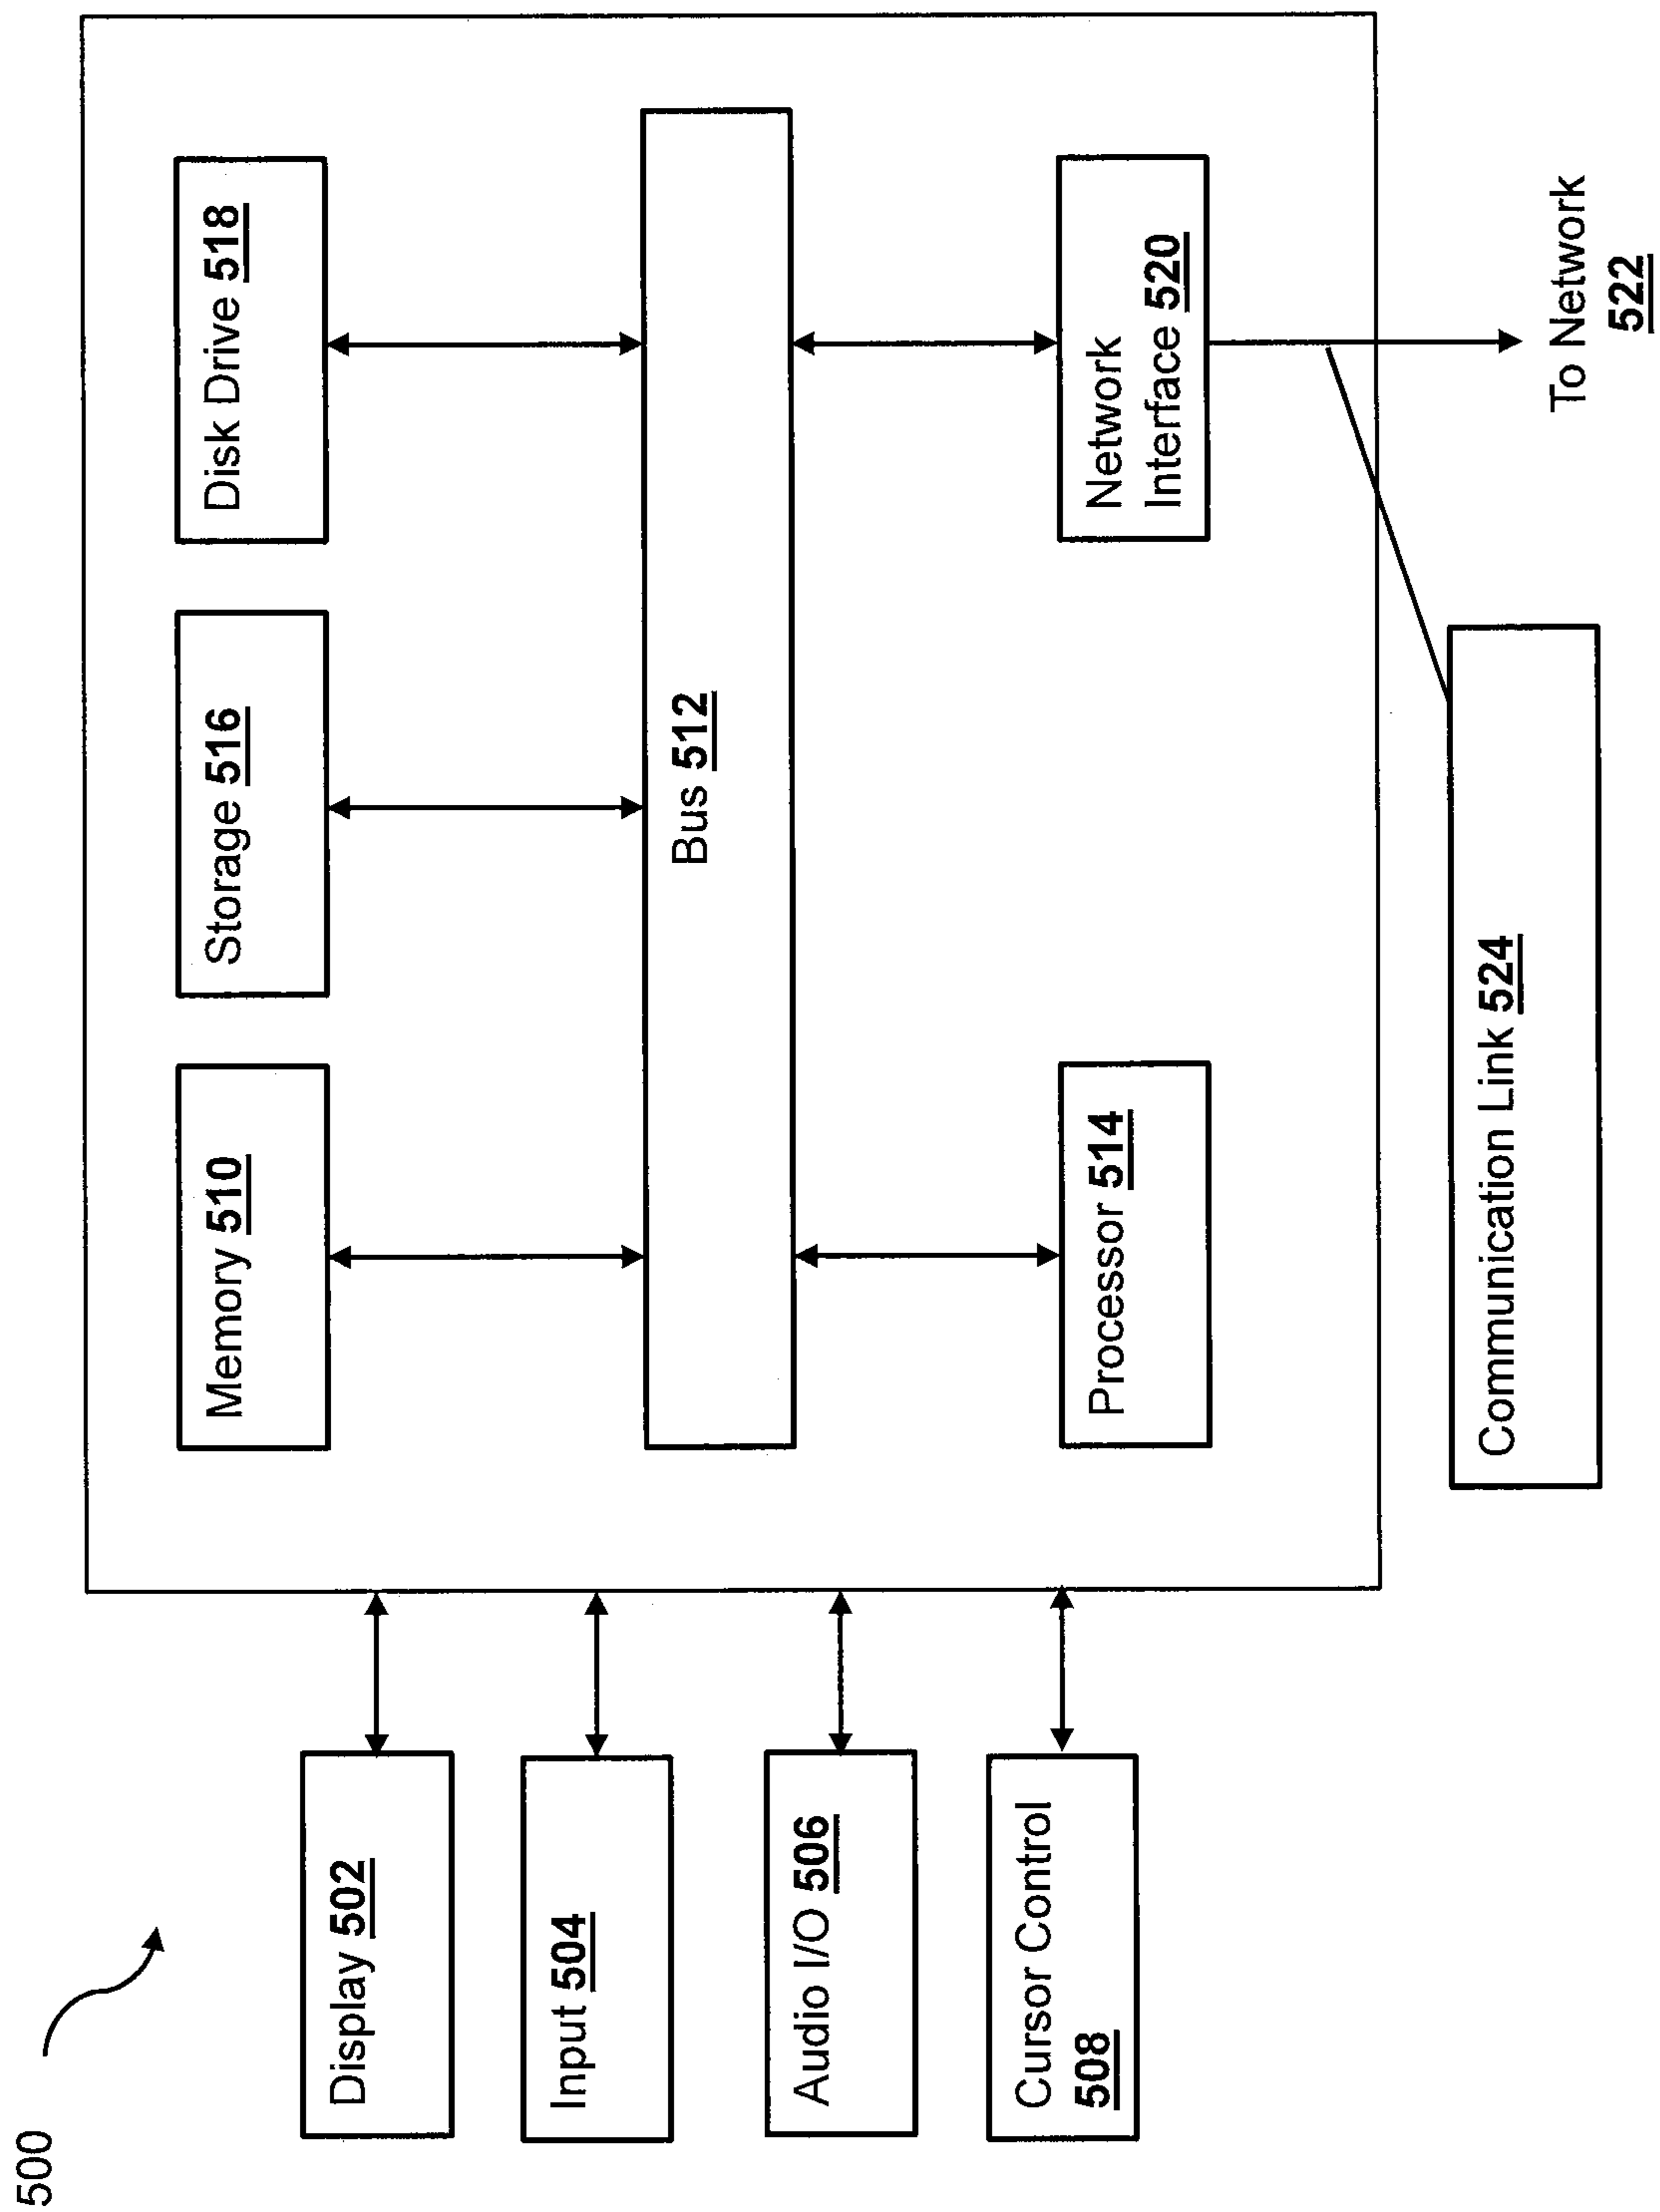 500
Display 502
Input 504
Audio I/O 506
Cursor Control
508
Memory 510
Storage 516
Disk Drive 518
Bus 512
Processor 514
Network
Interface 520
Communication Link 524
To Network
522